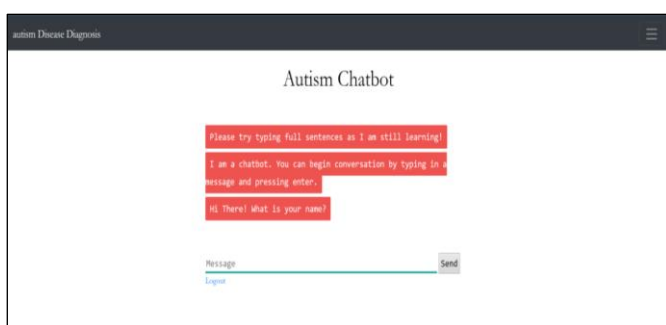 autism Disease Diagnosis
Autism Chatbot
Please try typing full sentences as I am still learning!
I am a chatbot. You can begin conversation by typing in a
message and pressing enter.
Hi There! What is your name?
Message
Send
Logout